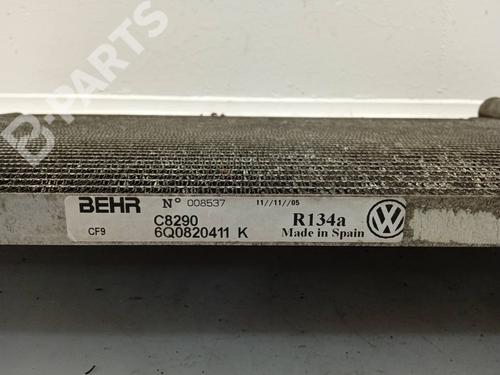 B-PARTS
BEHR N° 008537 11//11//05
C8290 R134a
CF9 6Q0820411 K Made in Spain